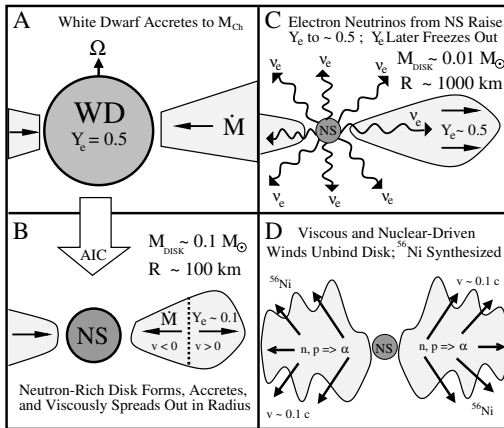 A
White Dwarf Accretes to M_Ch
Ω
WD
Y_e = 0.5
Ṁ
AIC
B
M_DISK ~ 0.1 M_⊙
R ~ 100 km
NS
Ṁ
Y_e ~ 0.1
v < 0
v > 0
Neutron-Rich Disk Forms, Accretes,
and Viscously Spreads Out in Radius
C
Electron Neutrinos from NS Raise
Y_e to ~ 0.5 ; Y_e Later Freezes Out
M_DISK ~ 0.01 M_⊙
R ~ 1000 km
ν_e
ν_e
ν_e
NS
ν_e
ν_e
Y_e ~ 0.5
ν_e
ν_e
ν_e
D
Viscous and Nuclear-Driven
Winds Unbind Disk; ⁵⁶Ni Synthesized
⁵⁶Ni
v ~ 0.1 c
n, p => α
NS
n, p => α
v ~ 0.1 c
⁵⁶Ni